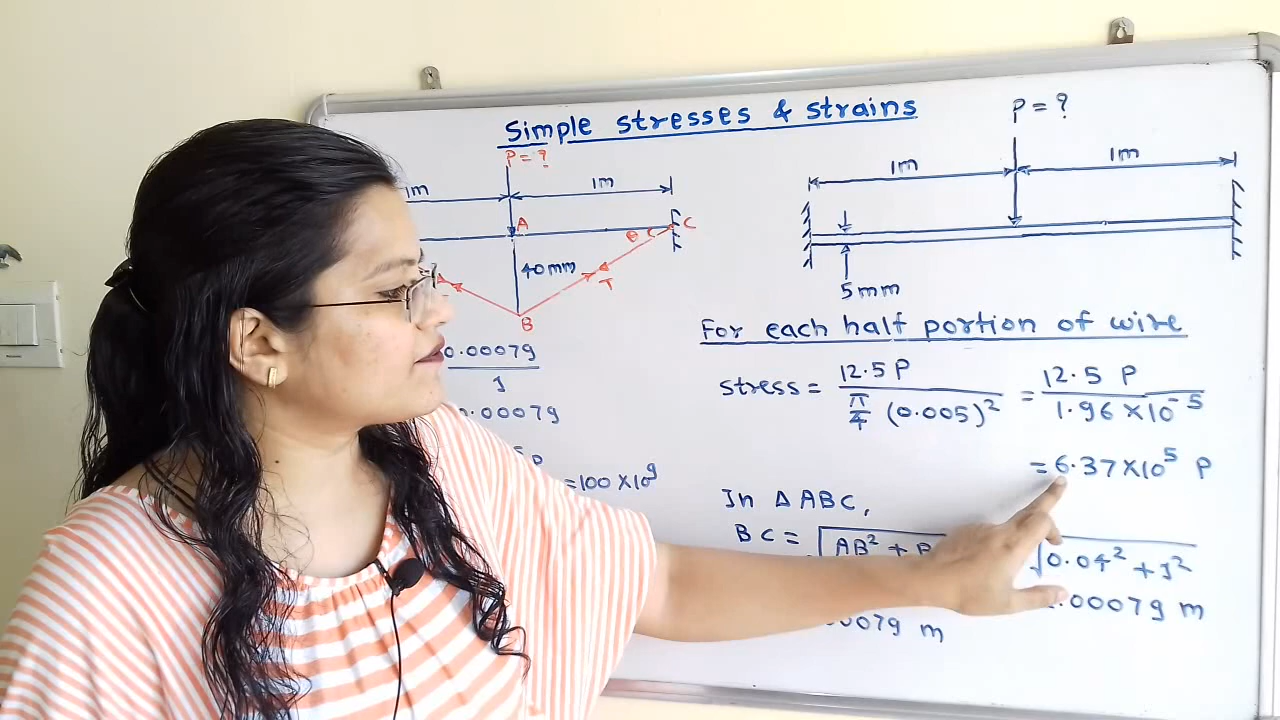 Simple stresses & strains
P = ?
1m
1m
A
C
θ
40mm
T
B
0.00079
1
0.00079
=100 ×10⁹
P = ?
1m
1m
5mm
For each half portion of wire
stress = 12.5 P / π/4 (0.005)² = 12.5 P / 1.96 ×10⁻⁵
= 6.37×10⁵ P
In Δ ABC,
BC = √AB² + B
√0.04² + 1²
.00079 m
0079 m